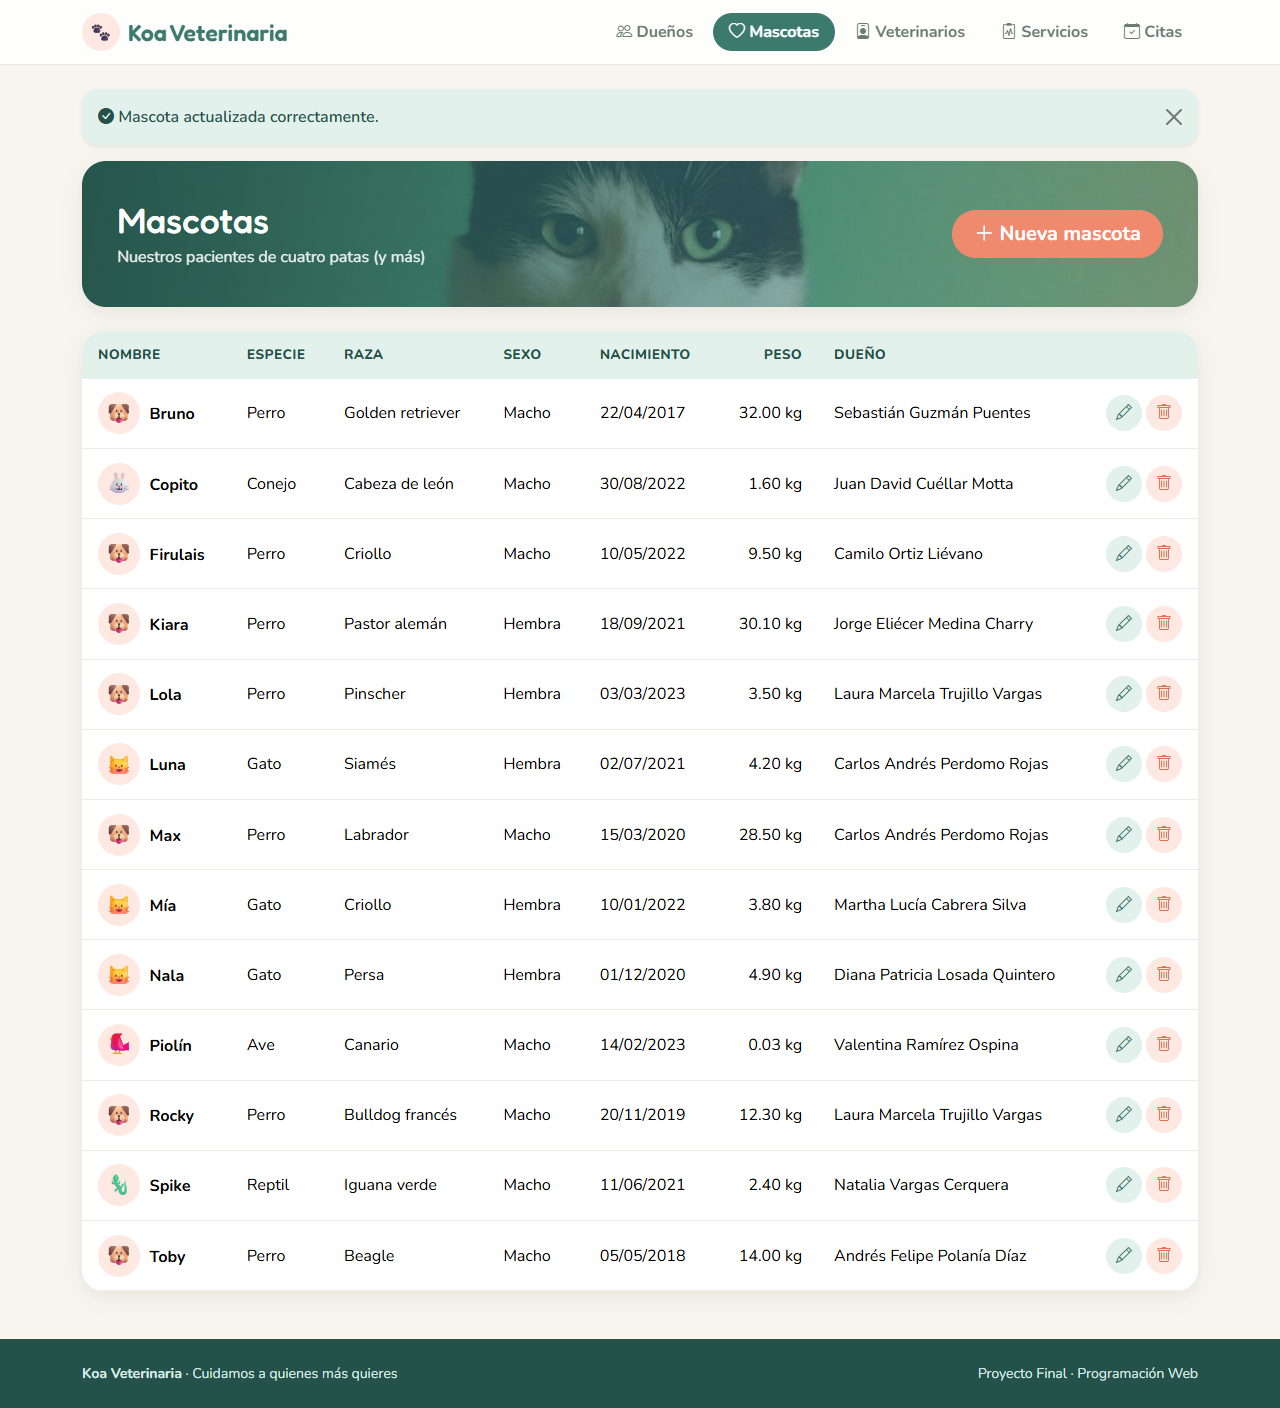 Koa Veterinaria
Dueños
Mascotas
Veterinarios
Servicios
Citas
Mascota actualizada correctamente.
Mascotas
Nuestros pacientes de cuatro patas (y más)
+ Nueva mascota
NOMBRE ESPECIE RAZA SEXO NACIMIENTO PESO DUEÑO
Bruno Perro Golden retriever Macho 22/04/2017 32.00 kg Sebastián Guzmán Puentes
Copito Conejo Cabeza de león Macho 30/08/2022 1.60 kg Juan David Cuéllar Motta
Firulais Perro Criollo Macho 10/05/2022 9.50 kg Camilo Ortiz Liévano
Kiara Perro Pastor alemán Hembra 18/09/2021 30.10 kg Jorge Eliécer Medina Charry
Lola Perro Pinscher Hembra 03/03/2023 3.50 kg Laura Marcela Trujillo Vargas
Luna Gato Siamés Hembra 02/07/2021 4.20 kg Carlos Andrés Perdomo Rojas
Max Perro Labrador Macho 15/03/2020 28.50 kg Carlos Andrés Perdomo Rojas
Mía Gato Criollo Hembra 10/01/2022 3.80 kg Martha Lucía Cabrera Silva
Nala Gato Persa Hembra 01/12/2020 4.90 kg Diana Patricia Losada Quintero
Piolín Ave Canario Macho 14/02/2023 0.03 kg Valentina Ramírez Ospina
Rocky Perro Bulldog francés Macho 20/11/2019 12.30 kg Laura Marcela Trujillo Vargas
Spike Reptil Iguana verde Macho 11/06/2021 2.40 kg Natalia Vargas Cerquera
Toby Perro Beagle Macho 05/05/2018 14.00 kg Andrés Felipe Polanía Díaz
Koa Veterinaria · Cuidamos a quienes más quieres
Proyecto Final · Programación Web